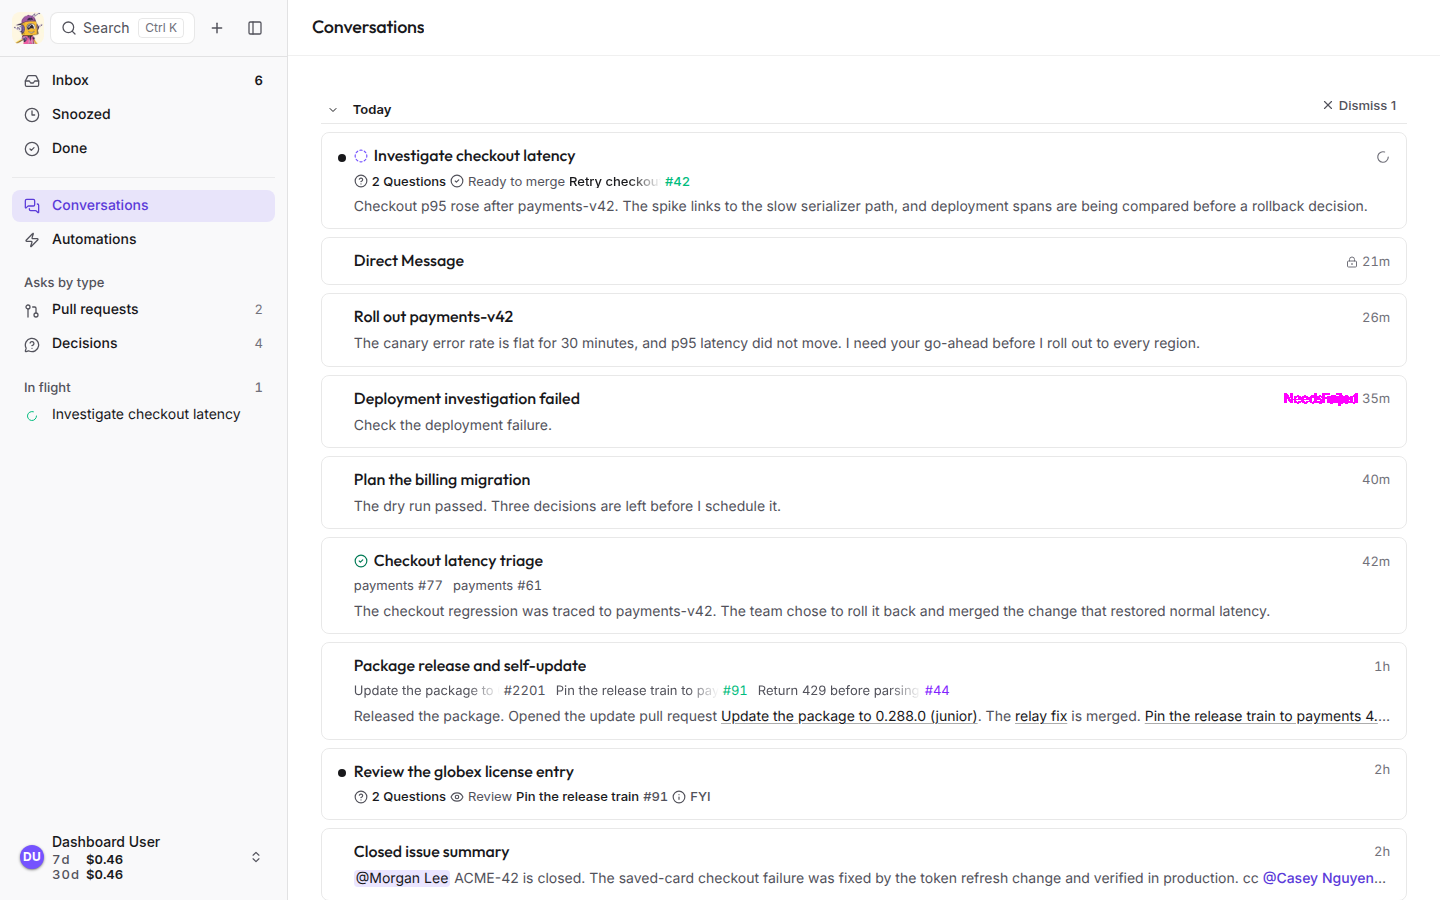 Search Ctrl K
Inbox 6
Snoozed
Done
Conversations
Automations
Asks by type
Pull requests 2
Decisions 4
In flight 1
Investigate checkout latency
Dashboard User
DU
7d $0.46
30d $0.46
Conversations
Today
Dismiss 1
Investigate checkout latency
2 Questions Ready to merge Retry checkou #42
Checkout p95 rose after payments-v42. The spike links to the slow serializer path, and deployment spans are being compared before a rollback decision.
Direct Message 21m
Roll out payments-v42 26m
The canary error rate is flat for 30 minutes, and p95 latency did not move. I need your go-ahead before I roll out to every region.
Deployment investigation failed 35m
Check the deployment failure.
Plan the billing migration 40m
The dry run passed. Three decisions are left before I schedule it.
Checkout latency triage 42m
payments #77 payments #61
The checkout regression was traced to payments-v42. The team chose to roll it back and merged the change that restored normal latency.
Package release and self-update 1h
Update the package to #2201 Pin the release train to pay #91 Return 429 before parsing #44
Released the package. Opened the update pull request Update the package to 0.288.0 (junior). The relay fix is merged. Pin the release train to payments 4....
Review the globex license entry 2h
2 Questions Review Pin the release train #91 FYI
Closed issue summary 2h
@Morgan Lee ACME-42 is closed. The saved-card checkout failure was fixed by the token refresh change and verified in production. cc @Casey Nguyen...